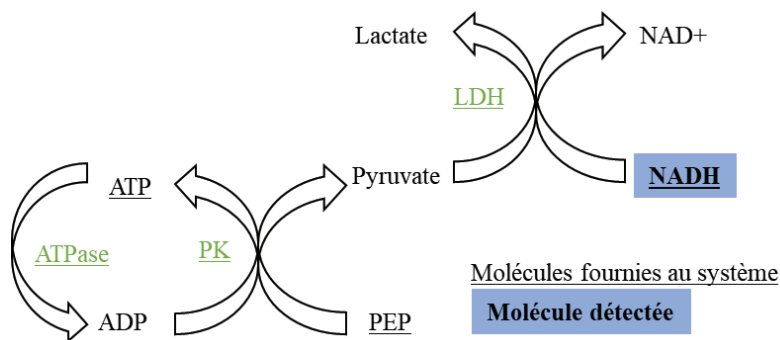 Lactate
NAD+
LDH
Pyruvate
NADH
ATP
ATPase
PK
ADP
PEP
Molécules fournies au système
Molécule détectée